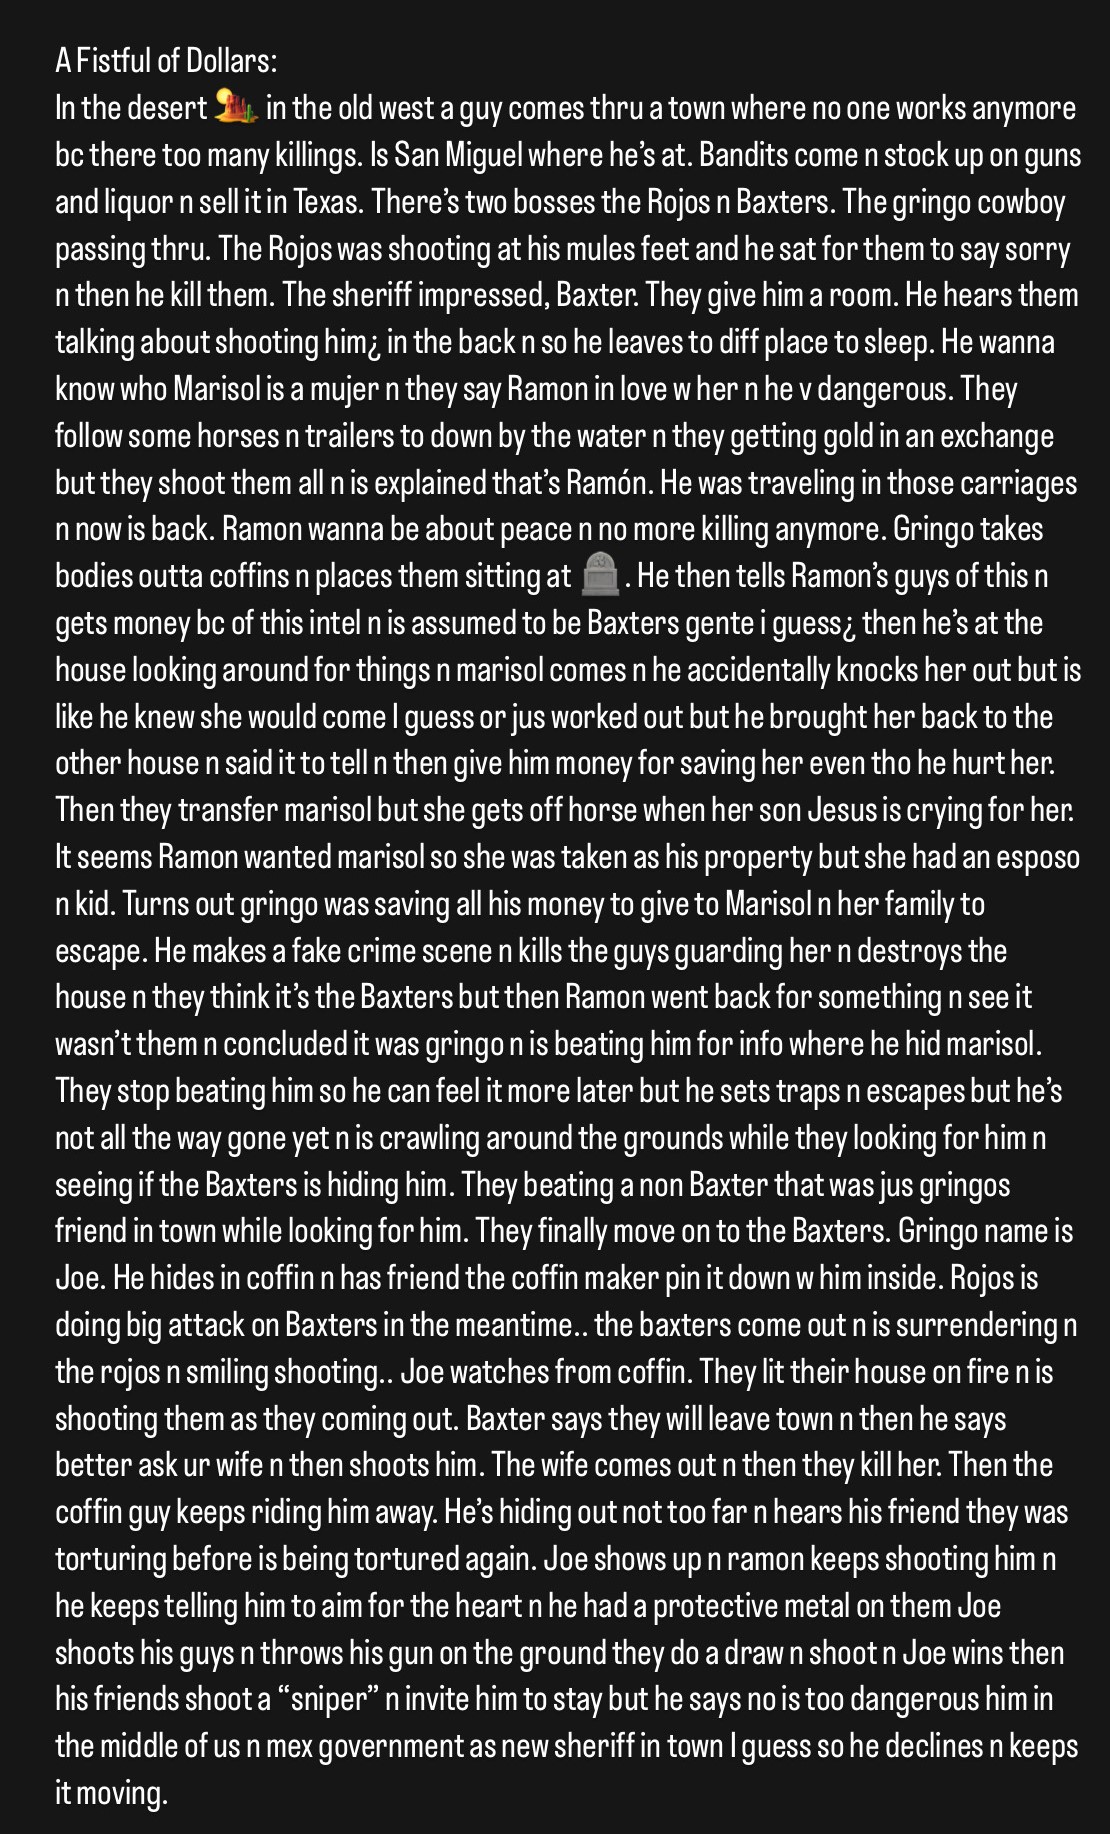 A Fistful of Dollars:
In the desert 🏜️ in the old west a guy comes thru a town where no one works anymore
bc there too many killings. Is San Miguel where he’s at. Bandits come n stock up on guns
and liquor n sell it in Texas. There’s two bosses the Rojos n Baxters. The gringo cowboy
passing thru. The Rojos was shooting at his mules feet and he sat for them to say sorry
n then he kill them. The sheriff impressed, Baxter. They give him a room. He hears them
talking about shooting him¿ in the back n so he leaves to diff place to sleep. He wanna
know who Marisol is a mujer n they say Ramon in love w her n he v dangerous. They
follow some horses n trailers to down by the water n they getting gold in an exchange
but they shoot them all n is explained that’s Ramón. He was traveling in those carriages
n now is back. Ramon wanna be about peace n no more killing anymore. Gringo takes
bodies outta coffins n places them sitting at 🪦 . He then tells Ramon’s guys of this n
gets money bc of this intel n is assumed to be Baxters gente i guess¿ then he’s at the
house looking around for things n marisol comes n he accidentally knocks her out but is
like he knew she would come I guess or jus worked out but he brought her back to the
other house n said it to tell n then give him money for saving her even tho he hurt her.
Then they transfer marisol but she gets off horse when her son Jesus is crying for her.
It seems Ramon wanted marisol so she was taken as his property but she had an esposo
n kid. Turns out gringo was saving all his money to give to Marisol n her family to
escape. He makes a fake crime scene n kills the guys guarding her n destroys the
house n they think it’s the Baxters but then Ramon went back for something n see it
wasn’t them n concluded it was gringo n is beating him for info where he hid marisol.
They stop beating him so he can feel it more later but he sets traps n escapes but he’s
not all the way gone yet n is crawling around the grounds while they looking for him n
seeing if the Baxters is hiding him. They beating a non Baxter that was jus gringos
friend in town while looking for him. They finally move on to the Baxters. Gringo name is
Joe. He hides in coffin n has friend the coffin maker pin it down w him inside. Rojos is
doing big attack on Baxters in the meantime.. the baxters come out n is surrendering n
the rojos n smiling shooting.. Joe watches from coffin. They lit their house on fire n is
shooting them as they coming out. Baxter says they will leave town n then he says
better ask ur wife n then shoots him. The wife comes out n then they kill her. Then the
coffin guy keeps riding him away. He’s hiding out not too far n hears his friend they was
torturing before is being tortured again. Joe shows up n ramon keeps shooting him n
he keeps telling him to aim for the heart n he had a protective metal on them Joe
shoots his guys n throws his gun on the ground they do a draw n shoot n Joe wins then
his friends shoot a “sniper” n invite him to stay but he says no is too dangerous him in
the middle of us n mex government as new sheriff in town I guess so he declines n keeps
it moving.